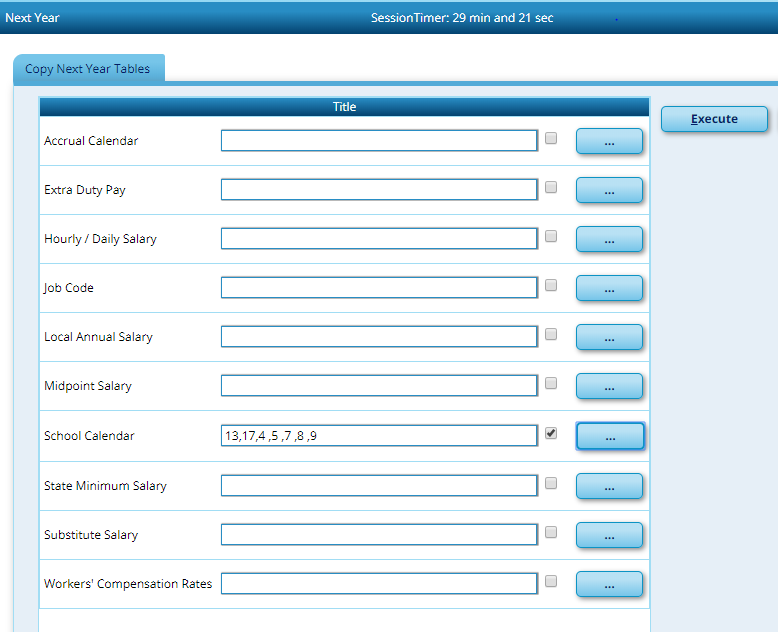 Next Year SessionTimer: 29 min and 21 sec
Copy Next Year Tables
Title
Execute
Accrual Calendar ...
Extra Duty Pay ...
Hourly / Daily Salary ...
Job Code ...
Local Annual Salary ...
Midpoint Salary ...
School Calendar 13,17,4 ,5 ,7 ,8 ,9 ...
State Minimum Salary ...
Substitute Salary ...
Workers' Compensation Rates ...